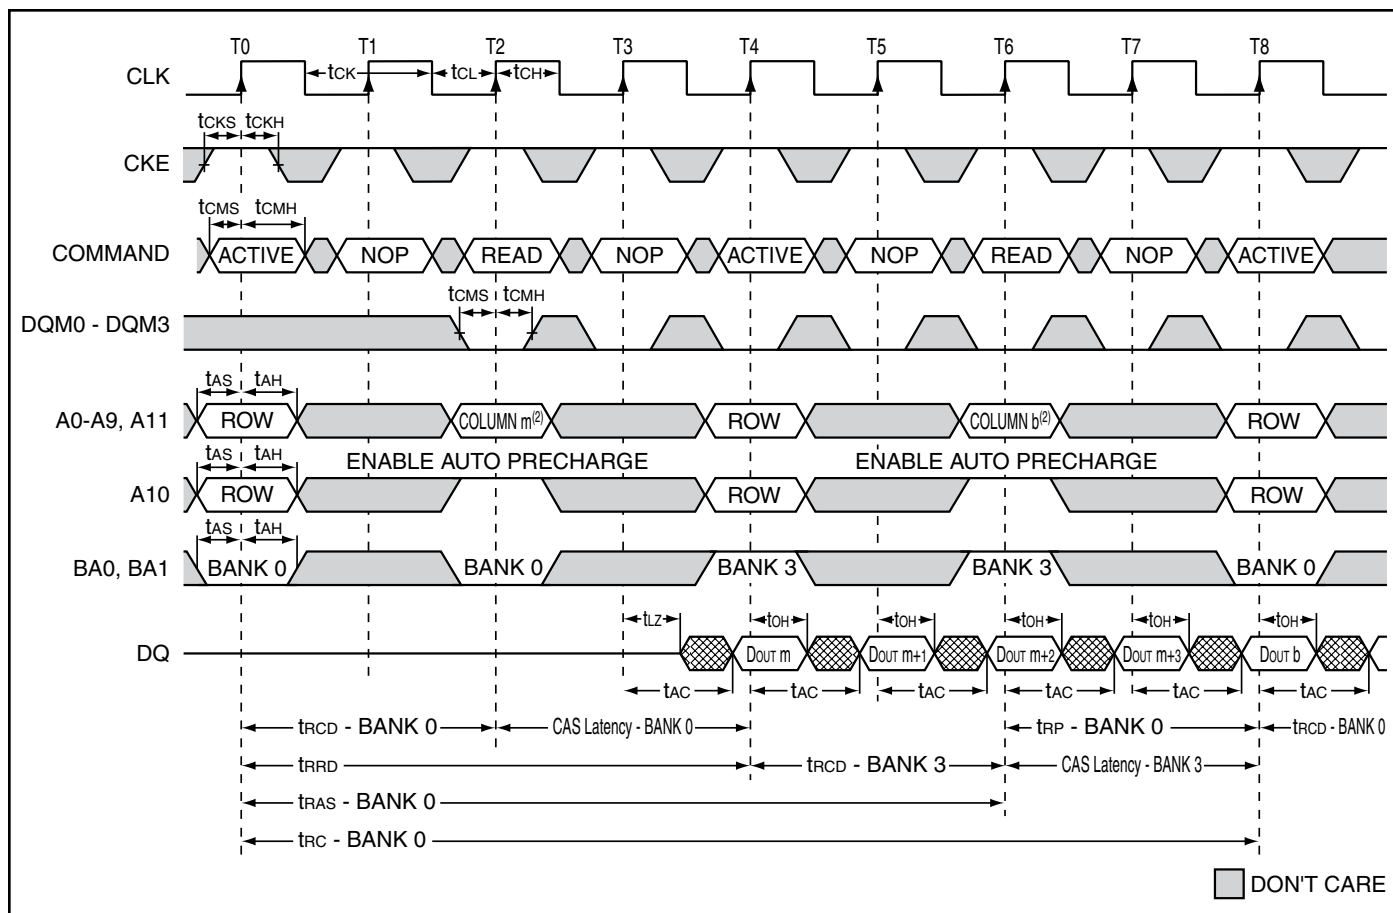 T0 T1 T2 T3 T4 T5 T6 T7 T8
CLK tCK tCL tCH
tCKS tCKH
CKE
tCMS tCMH
COMMAND ACTIVE NOP READ NOP ACTIVE NOP READ NOP ACTIVE
tCMS tCMH
DQM0 - DQM3
tAS tAH
A0-A9, A11 ROW COLUMN m(2) ROW COLUMN b(2) ROW
tAS tAH ENABLE AUTO PRECHARGE ENABLE AUTO PRECHARGE
A10 ROW ROW ROW
tAS tAH
BA0, BA1 BANK 0 BANK 0 BANK 3 BANK 3 BANK 0
tLZ tOH tOH tOH tOH tOH
DQ DOUT m DOUT m+1 DOUT m+2 DOUT m+3 DOUT b
tAC tAC tAC tAC tAC tAC
tRCD - BANK 0 CAS Latency - BANK 0 tRP - BANK 0 tRCD - BANK 0
tRRD tRCD - BANK 3 CAS Latency - BANK 3
tRAS - BANK 0
tRC - BANK 0
DON'T CARE